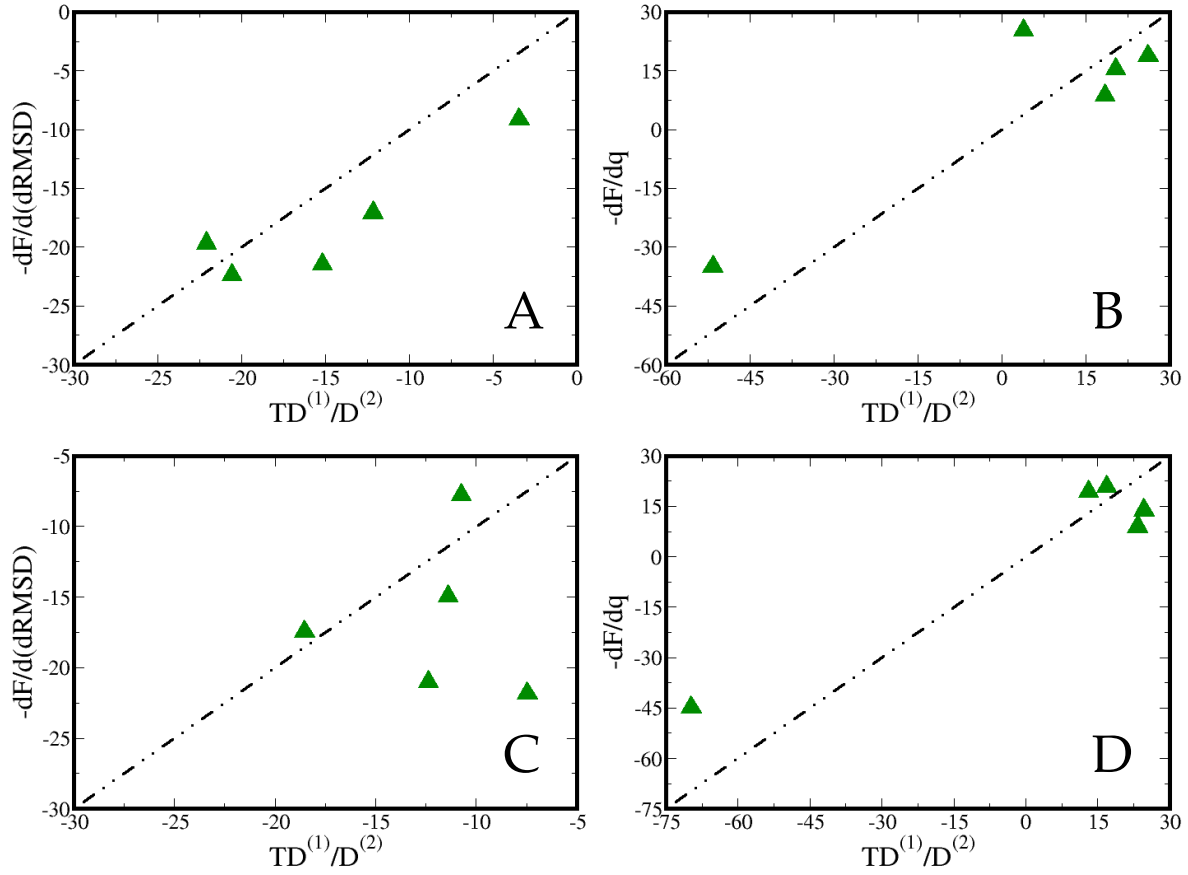 0
-5
-10
-15
-20
-25
-30
-dF/d(dRMSD)
A
-30 -25 -20 -15 -10 -5 0
TD(1)/D(2)
30
15
0
-15
-30
-45
-60
-dF/dq
B
-60 -45 -30 -15 0 15 30
TD(1)/D(2)
-5
-10
-15
-20
-25
-30
-dF/d(dRMSD)
C
-30 -25 -20 -15 -10 -5
TD(1)/D(2)
30
15
0
-15
-30
-45
-60
-75
-dF/dq
D
-75 -60 -45 -30 -15 0 15 30
TD(1)/D(2)